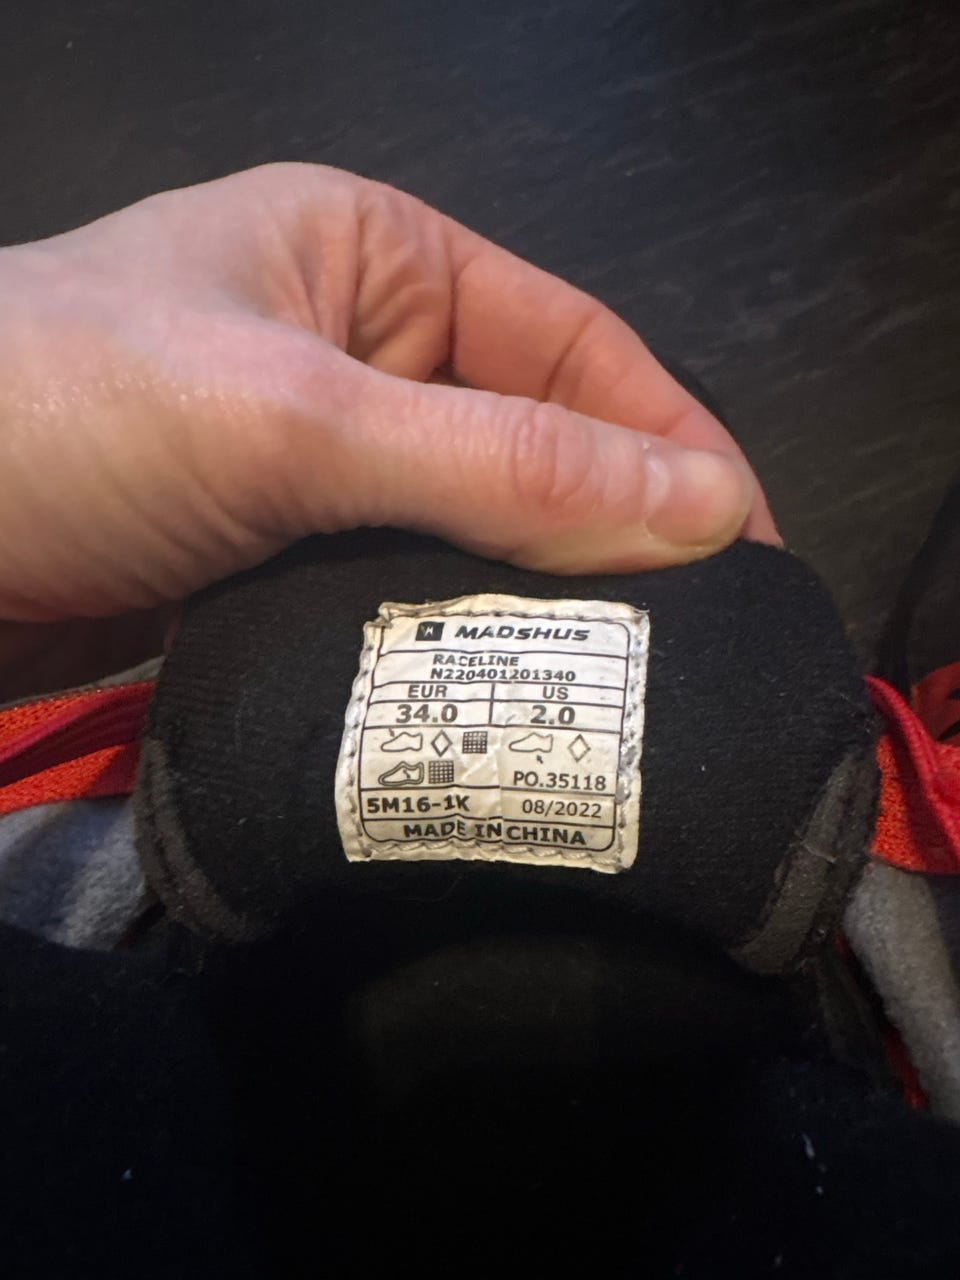 MADSHUS
RACELINE
N220401201340
EUR US
34.0 2.0
PO.35118
5M16-1K 08/2022
MADE IN CHINA